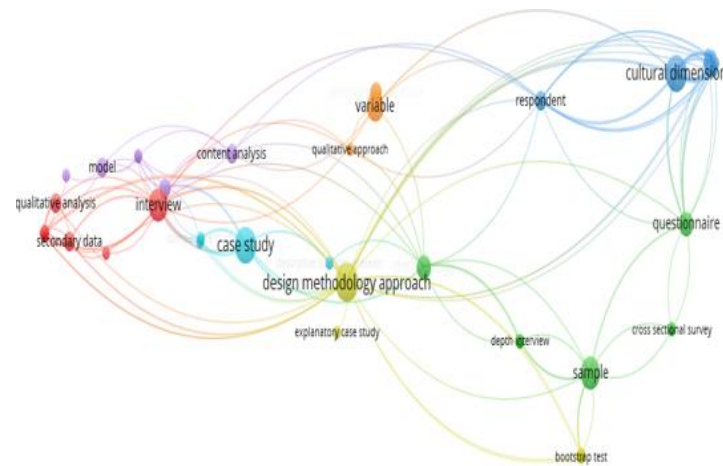 cultural dimension
respondent
variable
qualitative approach
content analysis
model
qualitative analysis
interview
questionnaire
secondary data
case study
design methodology approach
explanatory case study
depth interview
cross sectional survey
sample
bootstrap test